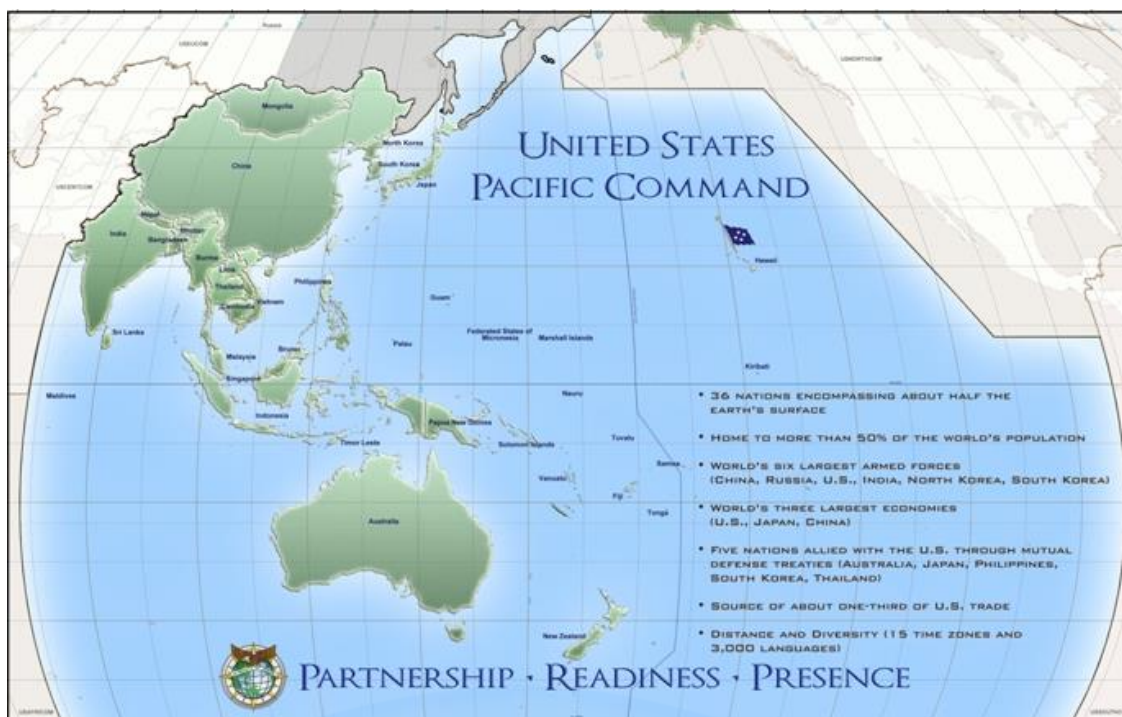 Russia
USEUCOM
USNORTHCOM
UNITED STATES
PACIFIC COMMAND
Mongolia
North Korea
China
South Korea
Japan
USCENTCOM
Nepal
India
Bhutan
Bangladesh
Burma
Hawaii
Laos
Thailand
Philippines
Cambodia
Vietnam
Guam
Sri Lanka
Federated States of
Micronesia
Marshall Islands
Palau
Brunei
Malaysia
Kiribati
Singapore
Maldives
Nauru
Indonesia
Papua New Guinea
Timor Leste
Solomon Islands
Tuvalu
Samoa
Vanuatu
Fiji
Tonga
Australia
New Zealand
• 36 NATIONS ENCOMPASSING ABOUT HALF THE
EARTH'S SURFACE
• HOME TO MORE THAN 50% OF THE WORLD'S POPULATION
• WORLD'S SIX LARGEST ARMED FORCES
(CHINA, RUSSIA, U.S., INDIA, NORTH KOREA, SOUTH KOREA)
• WORLD'S THREE LARGEST ECONOMIES
(U.S., JAPAN, CHINA)
• FIVE NATIONS ALLIED WITH THE U.S. THROUGH MUTUAL
DEFENSE TREATIES (AUSTRALIA, JAPAN, PHILIPPINES,
SOUTH KOREA, THAILAND)
• SOURCE OF ABOUT ONE-THIRD OF U.S. TRADE
• DISTANCE AND DIVERSITY (15 TIME ZONES AND
3,000 LANGUAGES)
PARTNERSHIP · READINESS · PRESENCE
USAFRICOM
USSOUTHCOM